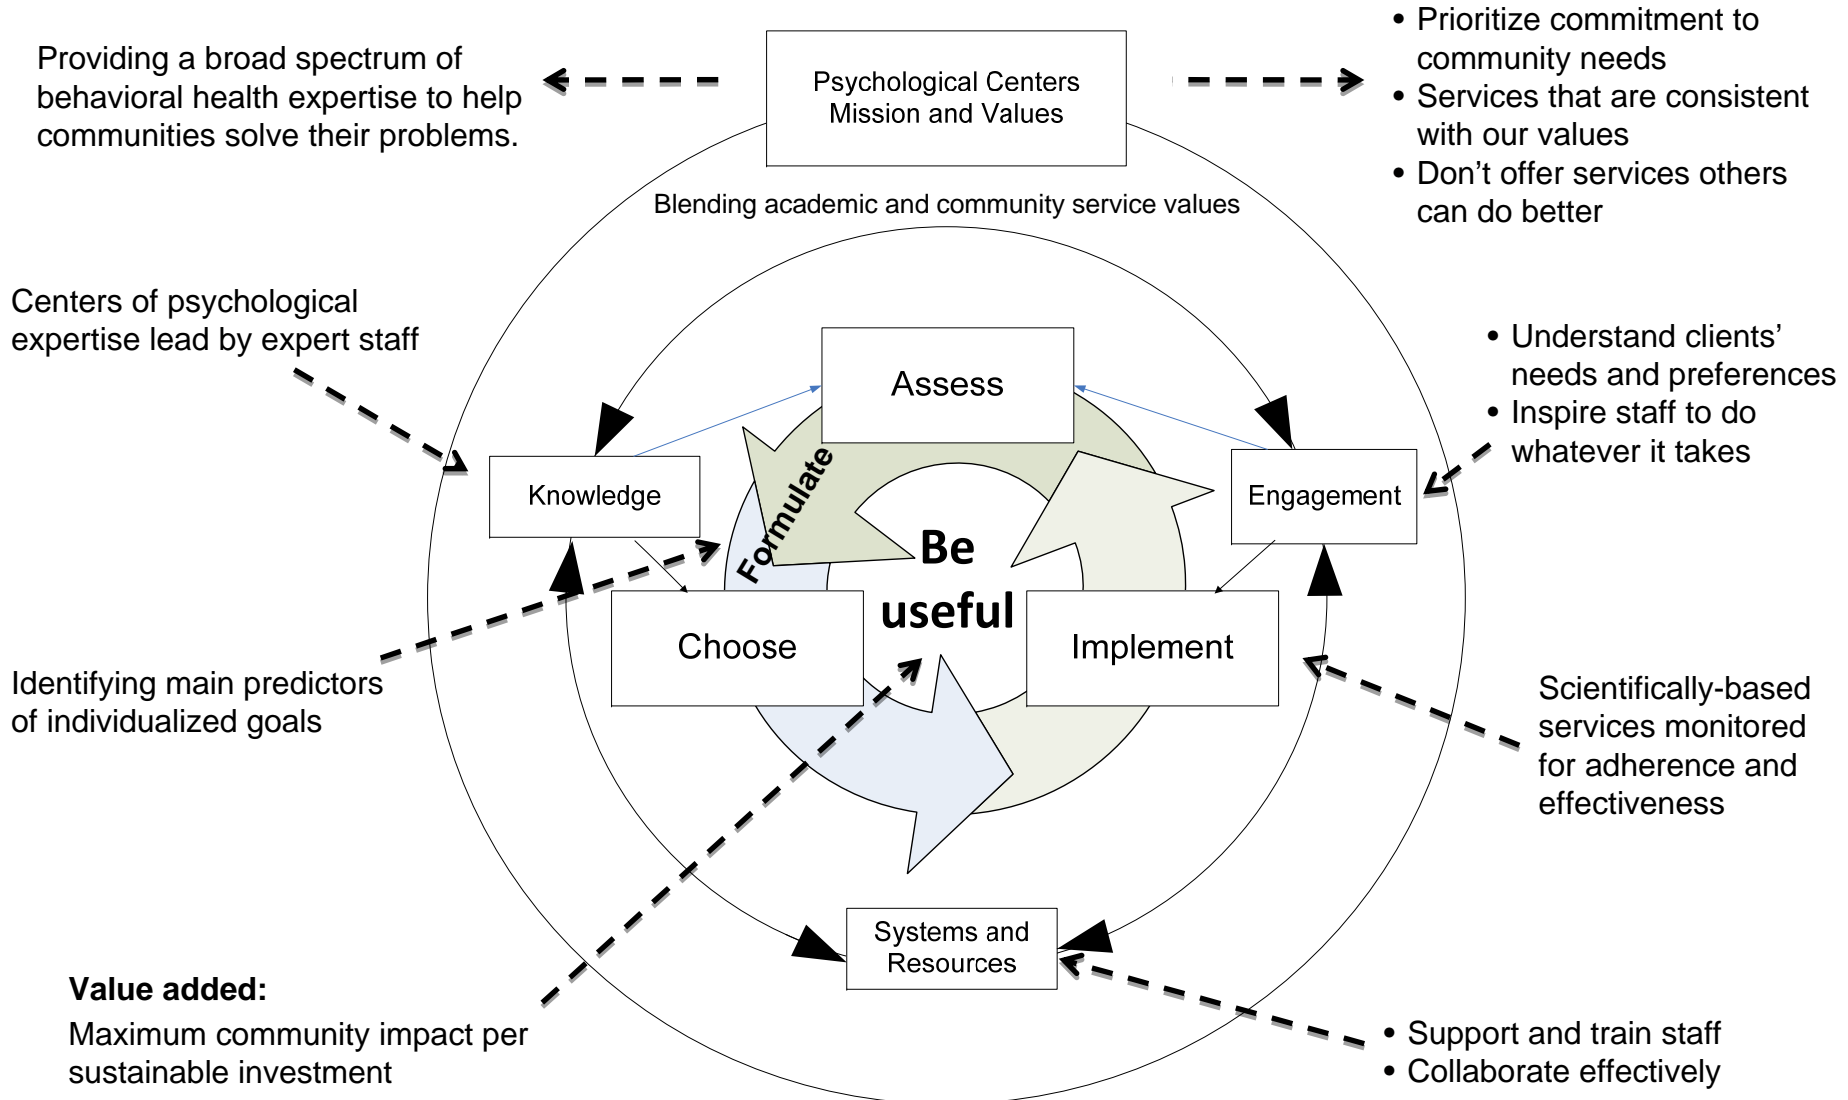 Providing a broad spectrum of
behavioral health expertise to help
communities solve their problems.
Psychological Centers
Mission and Values
• Prioritize commitment to
community needs
• Services that are consistent
with our values
• Don’t offer services others
can do better
Blending academic and community service values
Centers of psychological
expertise lead by expert staff
Assess
• Understand clients’
needs and preferences
• Inspire staff to do
whatever it takes
Knowledge
Formulate
Engagement
Be
useful
Choose
Implement
Identifying main predictors
of individualized goals
Scientifically-based
services monitored
for adherence and
effectiveness
Systems and
Resources
Value added:
Maximum community impact per
sustainable investment
• Support and train staff
• Collaborate effectively